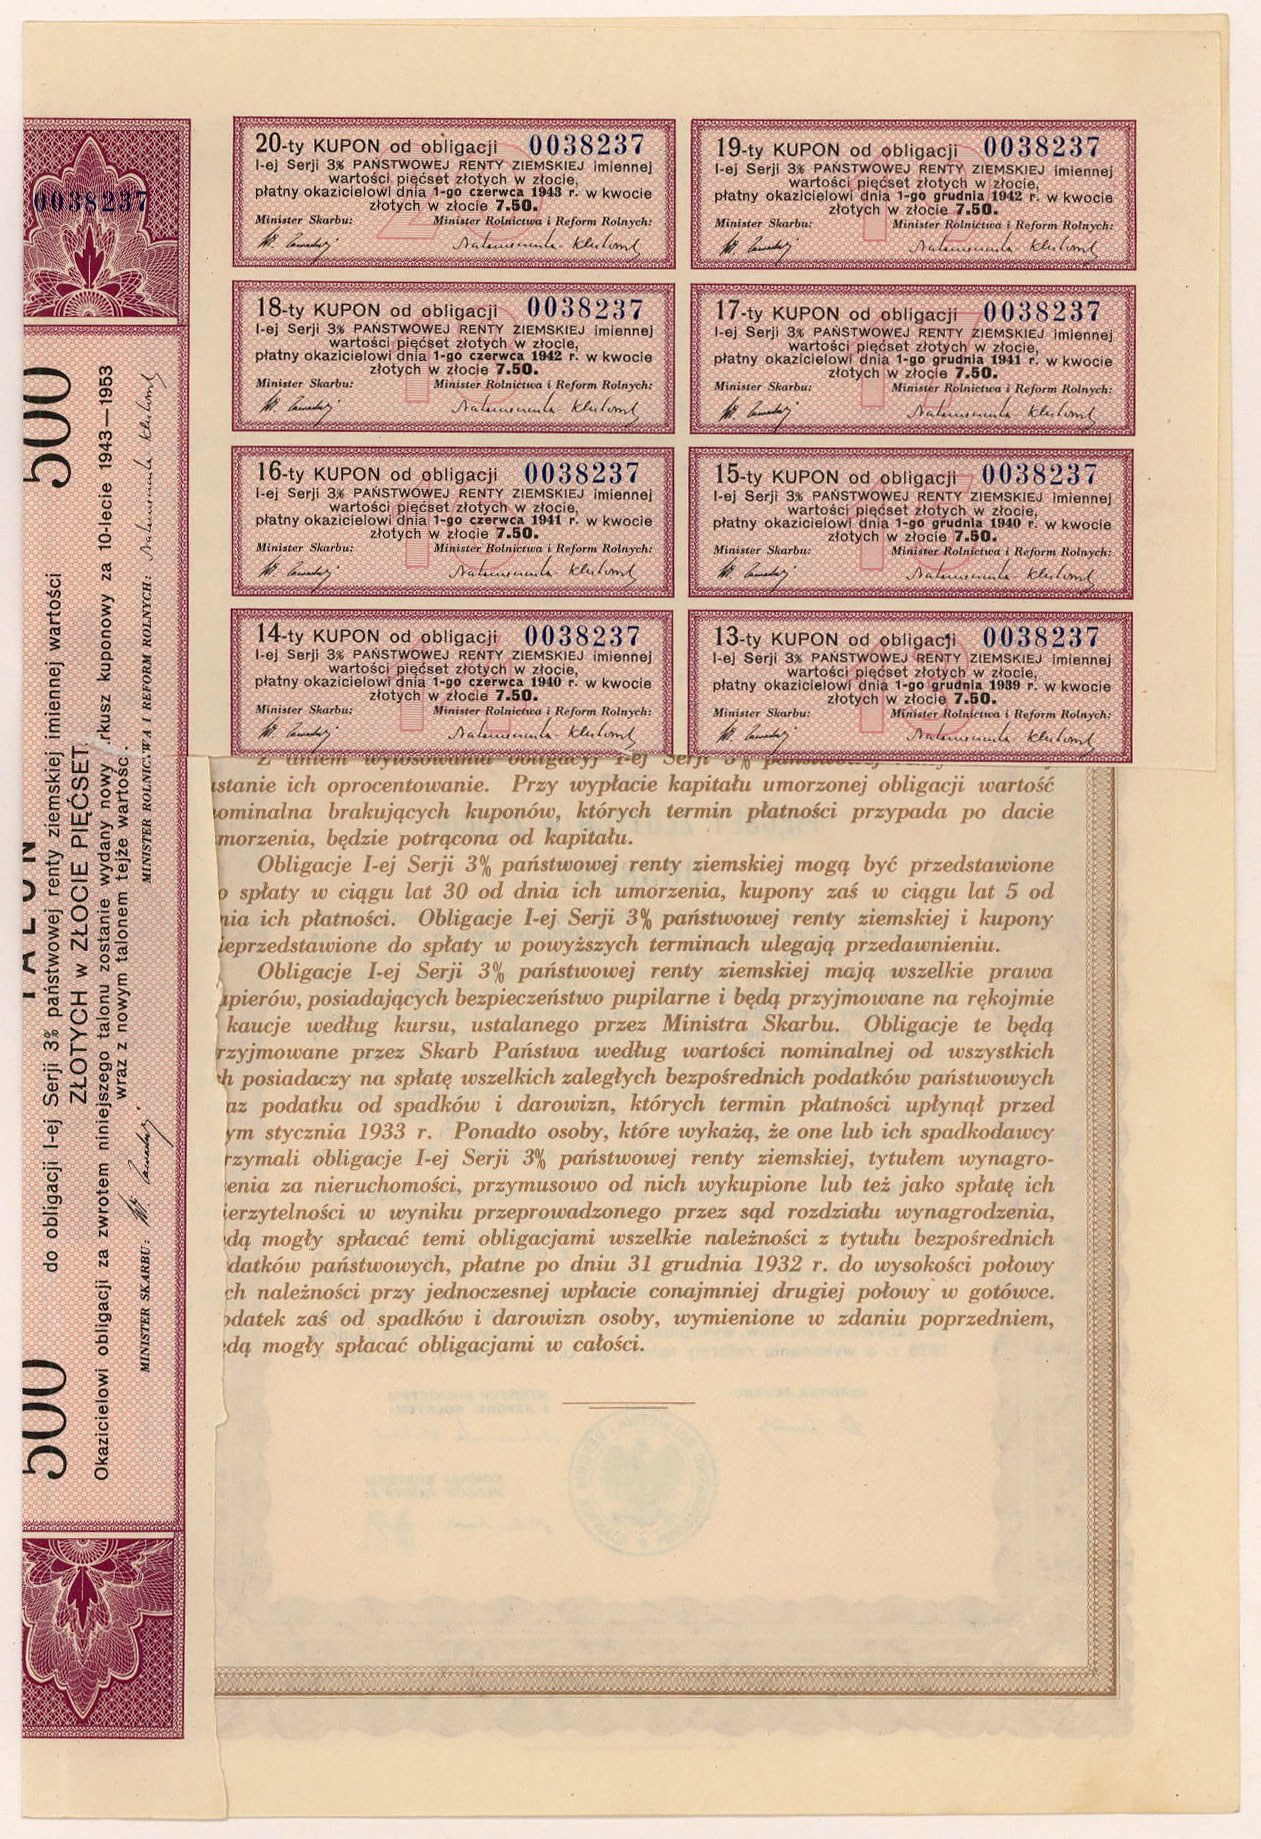 0038237
500
TALON
do obligacji I-ej Serji 3% państwowej renty ziemskiej imiennej wartości
ZŁOTYCH w ZŁOCIE PIĘĆSET.
Okazicielowi obligacji za zwrotem niniejszego talonu zostanie wydany nowy arkusz kuponowy za 10-lecie 1943—1953
wraz z nowym talonem tejże wartości.
MINISTER SKARBU: MINISTER ROLNICTWA I REFORM ROLNYCH:
500
20-ty KUPON od obligacji 0038237
I-ej Serji 3% PAŃSTWOWEJ RENTY ZIEMSKIEJ imiennej
wartości pięćset złotych w złocie,
płatny okazicielowi dnia 1-go czerwca 1943 r. w kwocie
złotych w złocie 7.50.
Minister Skarbu: Minister Rolnictwa i Reform Rolnych:
19-ty KUPON od obligacji 0038237
I-ej Serji 3% PAŃSTWOWEJ RENTY ZIEMSKIEJ imiennej
wartości pięćset złotych w złocie,
płatny okazicielowi dnia 1-go grudnia 1942 r. w kwocie
złotych w złocie 7.50.
Minister Skarbu: Minister Rolnictwa i Reform Rolnych:
18-ty KUPON od obligacji 0038237
I-ej Serji 3% PAŃSTWOWEJ RENTY ZIEMSKIEJ imiennej
wartości pięćset złotych w złocie,
płatny okazicielowi dnia 1-go czerwca 1942 r. w kwocie
złotych w złocie 7.50.
Minister Skarbu: Minister Rolnictwa i Reform Rolnych:
17-ty KUPON od obligacji 0038237
I-ej Serji 3% PAŃSTWOWEJ RENTY ZIEMSKIEJ imiennej
wartości pięćset złotych w złocie,
płatny okazicielowi dnia 1-go grudnia 1941 r. w kwocie
złotych w złocie 7.50.
Minister Skarbu: Minister Rolnictwa i Reform Rolnych:
16-ty KUPON od obligacji 0038237
I-ej Serji 3% PAŃSTWOWEJ RENTY ZIEMSKIEJ imiennej
wartości pięćset złotych w złocie,
płatny okazicielowi dnia 1-go czerwca 1941 r. w kwocie
złotych w złocie 7.50.
Minister Skarbu: Minister Rolnictwa i Reform Rolnych:
15-ty KUPON od obligacji 0038237
I-ej Serji 3% PAŃSTWOWEJ RENTY ZIEMSKIEJ imiennej
wartości pięćset złotych w złocie,
płatny okazicielowi dnia 1-go grudnia 1940 r. w kwocie
złotych w złocie 7.50.
Minister Skarbu: Minister Rolnictwa i Reform Rolnych:
14-ty KUPON od obligacji 0038237
I-ej Serji 3% PAŃSTWOWEJ RENTY ZIEMSKIEJ imiennej
wartości pięćset złotych w złocie,
płatny okazicielowi dnia 1-go czerwca 1940 r. w kwocie
złotych w złocie 7.50.
Minister Skarbu: Minister Rolnictwa i Reform Rolnych:
13-ty KUPON od obligacji 0038237
I-ej Serji 3% PAŃSTWOWEJ RENTY ZIEMSKIEJ imiennej
wartości pięćset złotych w złocie,
płatny okazicielowi dnia 1-go grudnia 1939 r. w kwocie
złotych w złocie 7.50.
Minister Skarbu: Minister Rolnictwa i Reform Rolnych:
Z dniem wylosowania obligacyj I-ej Serji 3%
stanie ich oprocentowanie. Przy wypłacie kapitału umorzonej obligacji wartość
ominalna brakujących kuponów, których termin płatności przypada po dacie
morzenia, będzie potrącona od kapitału.
Obligacje I-ej Serji 3% państwowej renty ziemskiej mogą być przedstawione
o spłaty w ciągu lat 30 od dnia ich umorzenia, kupony zaś w ciągu lat 5 od
nia ich płatności. Obligacje I-ej Serji 3% państwowej renty ziemskiej i kupony
ieprzedstawione do spłaty w powyższych terminach ulegają przedawnieniu.
Obligacje I-ej Serji 3% państwowej renty ziemskiej mają wszelkie prawa
apierów, posiadających bezpieczeństwo pupilarne i będą przyjmowane na rękojmie
kaucje według kursu, ustalanego przez Ministra Skarbu. Obligacje te będą
rzyjmowane przez Skarb Państwa według wartości nominalnej od wszystkich
ch posiadaczy na spłatę wszelkich zaległych bezpośrednich podatków państwowych
az podatku od spadków i darowizn, których termin płatności upłynął przed
ym stycznia 1933 r. Ponadto osoby, które wykażą, że one lub ich spadkodawcy
rzymali obligacje I-ej Serji 3% państwowej renty ziemskiej, tytułem wynagro-
enia za nieruchomości, przymusowo od nich wykupione lub też jako spłatę ich
ierzytelności w wyniku przeprowadzonego przez sąd rozdziału wynagrodzenia,
dą mogły spłacać temi obligacjami wszelkie należności z tytułu bezpośrednich
datków państwowych, płatne po dniu 31 grudnia 1932 r. do wysokości połowy
ch należności przy jednoczesnej wpłacie conajmniej drugiej połowy w gotówce.
odatek zaś od spadków i darowizn osoby, wymienione w zdaniu poprzedniem,
dą mogły spłacać obligacjami w całości.